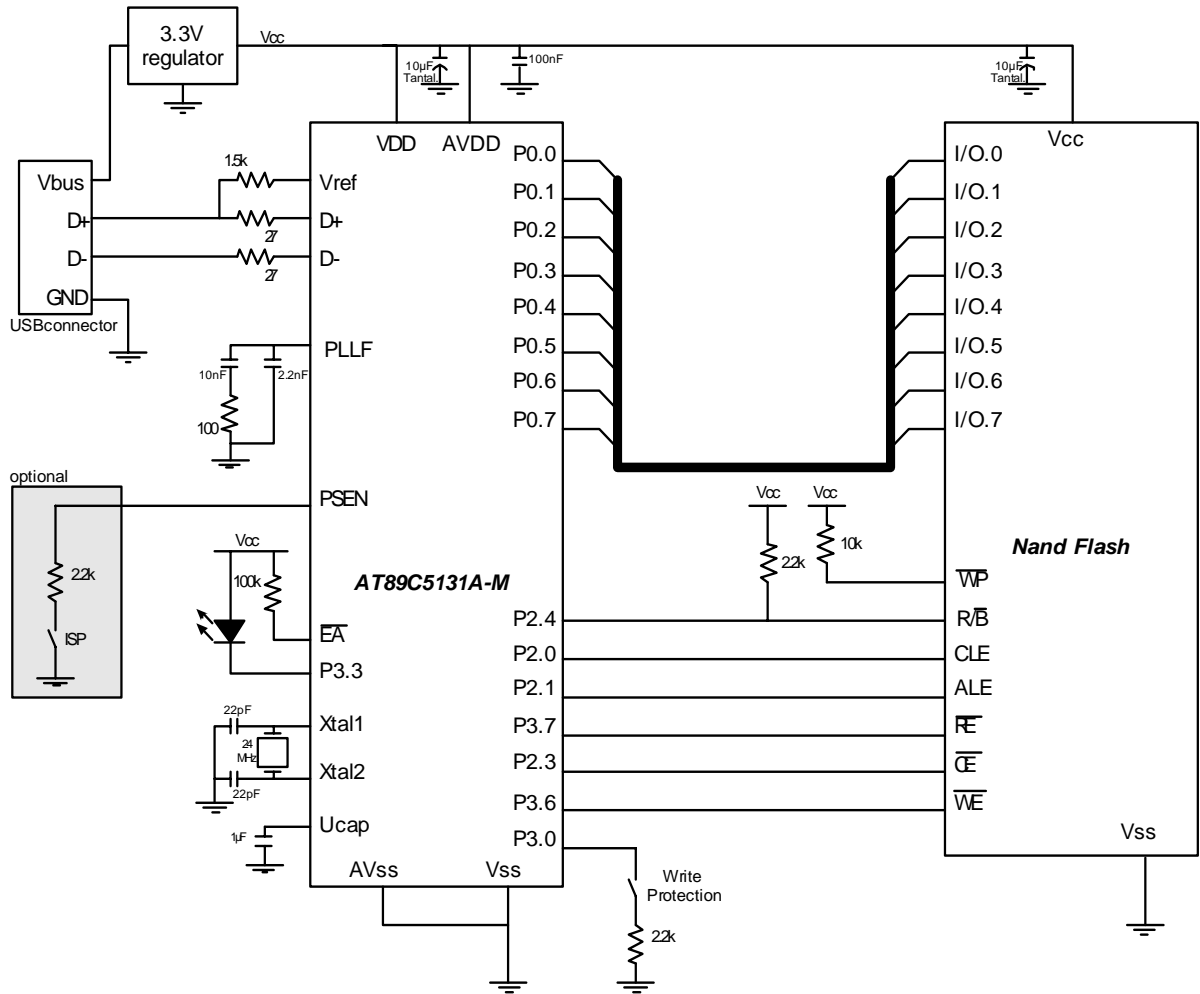 3.3V
regulator
Vcc
10µF
Tantal.
100nF
10µF
Tantal.
USBconnector
Vbus
D+
D-
GND
1.5k
27
27
VDD
AVDD
Vref
D+
D-
PLLF
PSEN
EA
P3.3
Xtal1
Xtal2
Ucap
AVss
Vss
AT89C5131A-M
P0.0
P0.1
P0.2
P0.3
P0.4
P0.5
P0.6
P0.7
P2.4
P2.0
P2.1
P3.7
P2.3
P3.6
P3.0
10nF
2.2nF
100
optional
2.2k
ISP
Vcc
100k
22pF
24
MHz
22pF
1µF
Vcc
Vcc
2.2k
10k
Write
Protection
2.2k
Vcc
I/O.0
I/O.1
I/O.2
I/O.3
I/O.4
I/O.5
I/O.6
I/O.7
Nand Flash
WP
R/B
CLE
ALE
RE
CE
WE
Vss